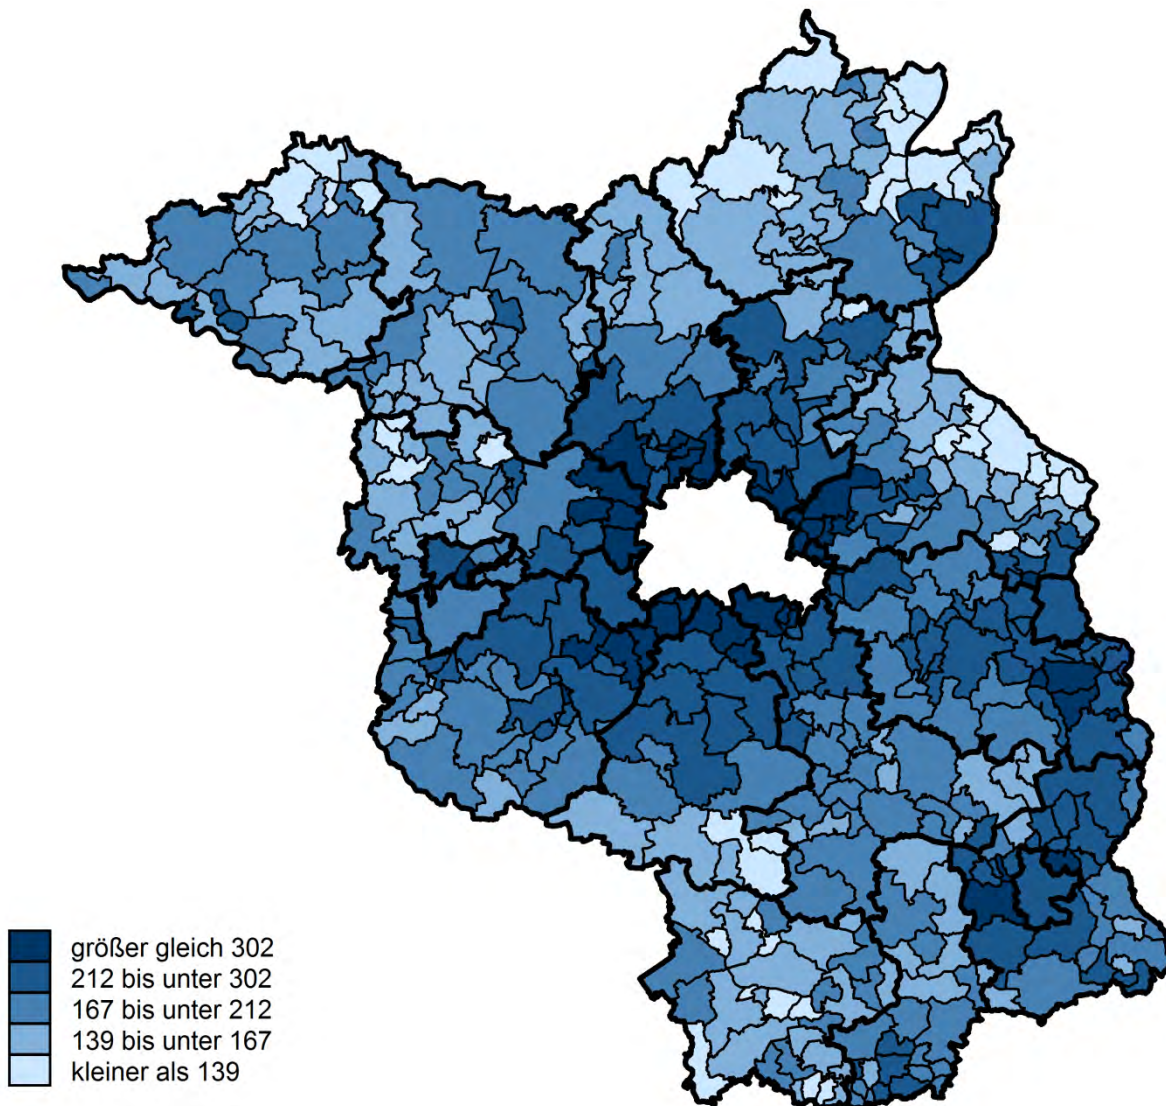 größer gleich 302
212 bis unter 302
167 bis unter 212
139 bis unter 167
kleiner als 139